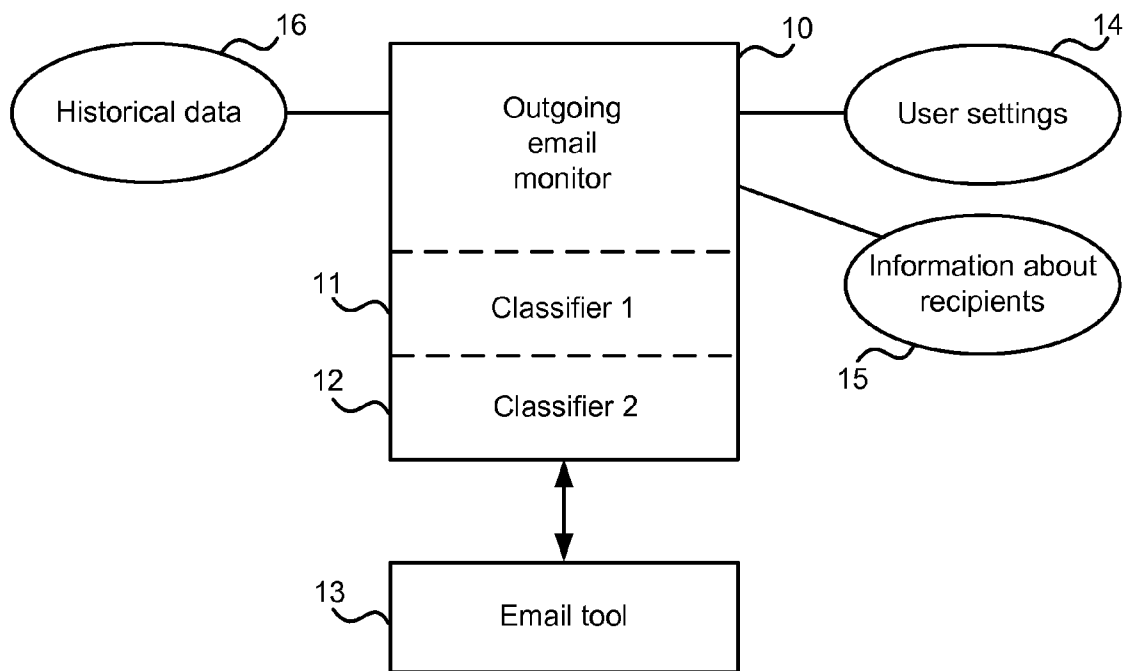 16
10
14
Historical data
Outgoing
email
monitor
User settings
Information about
recipients
15
11
Classifier 1
12
Classifier 2
13
Email tool